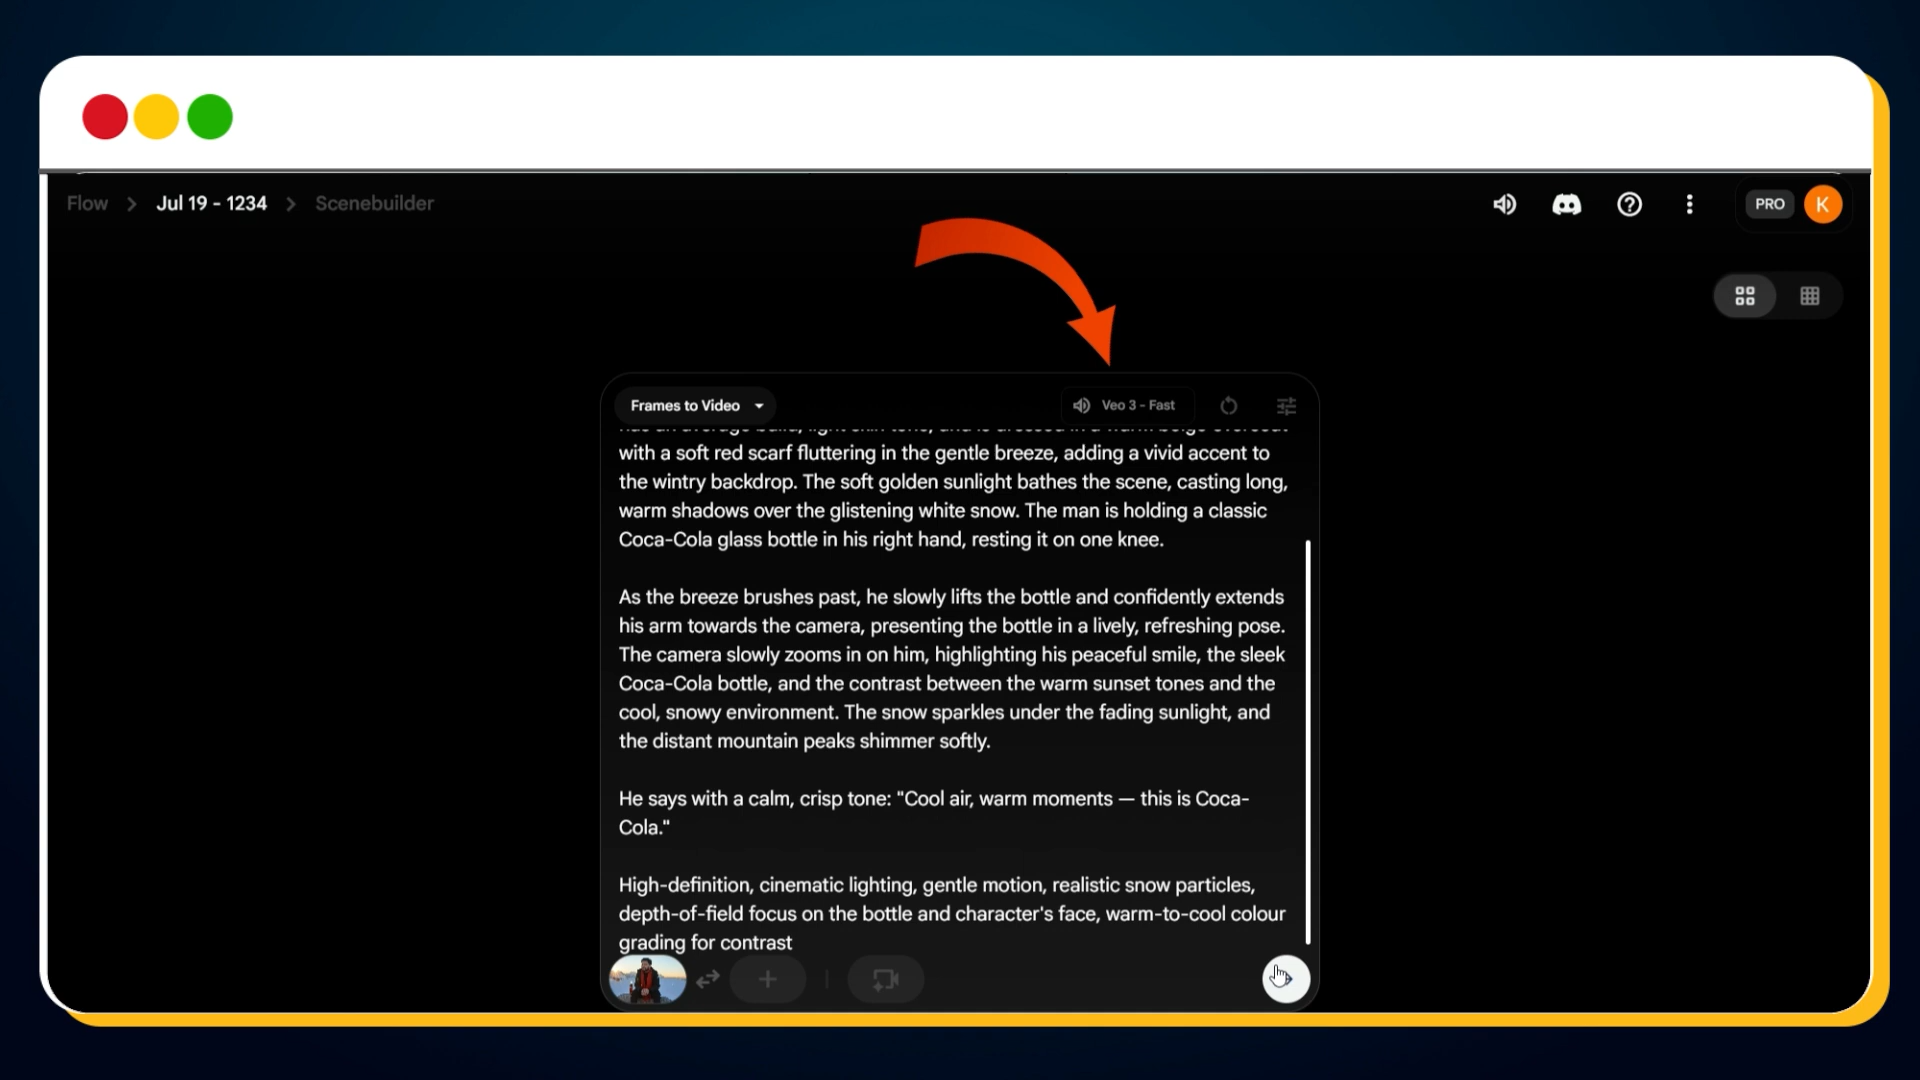 Flow > Jul 19 - 1234 > Scenebuilder
PRO K
Frames to Video
Veo 3 - Fast
with a soft red scarf fluttering in the gentle breeze, adding a vivid accent to
the wintry backdrop. The soft golden sunlight bathes the scene, casting long,
warm shadows over the glistening white snow. The man is holding a classic
Coca-Cola glass bottle in his right hand, resting it on one knee.
As the breeze brushes past, he slowly lifts the bottle and confidently extends
his arm towards the camera, presenting the bottle in a lively, refreshing pose.
The camera slowly zooms in on him, highlighting his peaceful smile, the sleek
Coca-Cola bottle, and the contrast between the warm sunset tones and the
cool, snowy environment. The snow sparkles under the fading sunlight, and
the distant mountain peaks shimmer softly.
He says with a calm, crisp tone: "Cool air, warm moments — this is Coca-
Cola."
High-definition, cinematic lighting, gentle motion, realistic snow particles,
depth-of-field focus on the bottle and character's face, warm-to-cool colour
grading for contrast